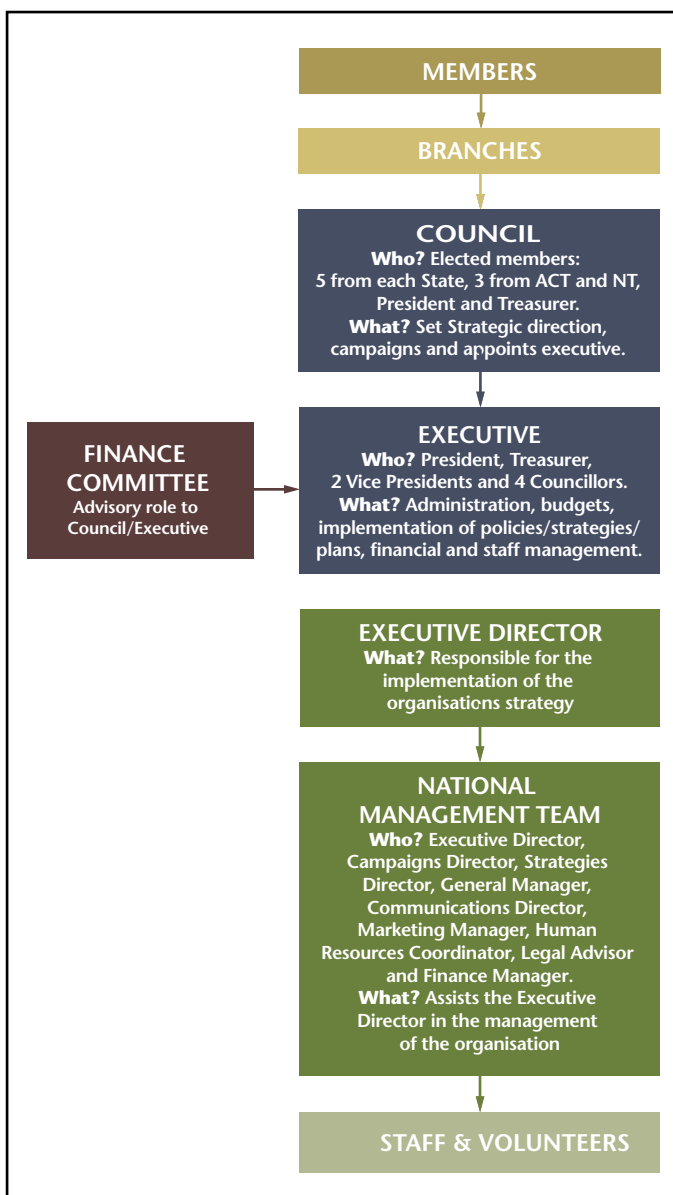 MEMBERS
BRANCHES
COUNCIL
Who? Elected members:
5 from each State, 3 from ACT and NT,
President and Treasurer.
What? Set Strategic direction,
campaigns and appoints executive.
FINANCE
COMMITTEE
Advisory role to
Council/Executive
EXECUTIVE
Who? President, Treasurer,
2 Vice Presidents and 4 Councillors.
What? Administration, budgets,
implementation of policies/strategies/
plans, financial and staff management.
EXECUTIVE DIRECTOR
What? Responsible for the
implementation of the
organisations strategy
NATIONAL
MANAGEMENT TEAM
Who? Executive Director,
Campaigns Director, Strategies
Director, General Manager,
Communications Director,
Marketing Manager, Human
Resources Coordinator, Legal Advisor
and Finance Manager.
What? Assists the Executive
Director in the management
of the organisation
STAFF & VOLUNTEERS